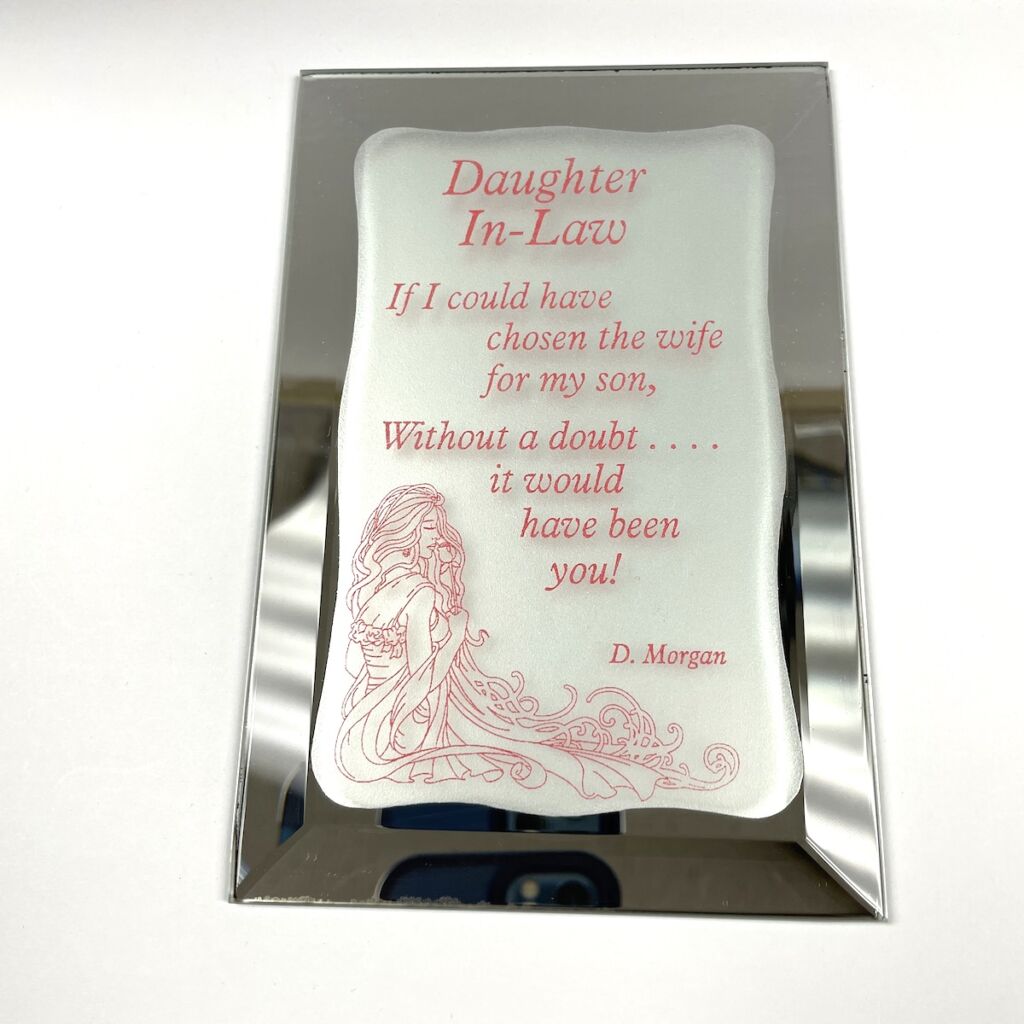 Daughter
In-Law
If I could have
chosen the wife
for my son,
Without a doubt . . . .
it would
have been
you!
D. Morgan